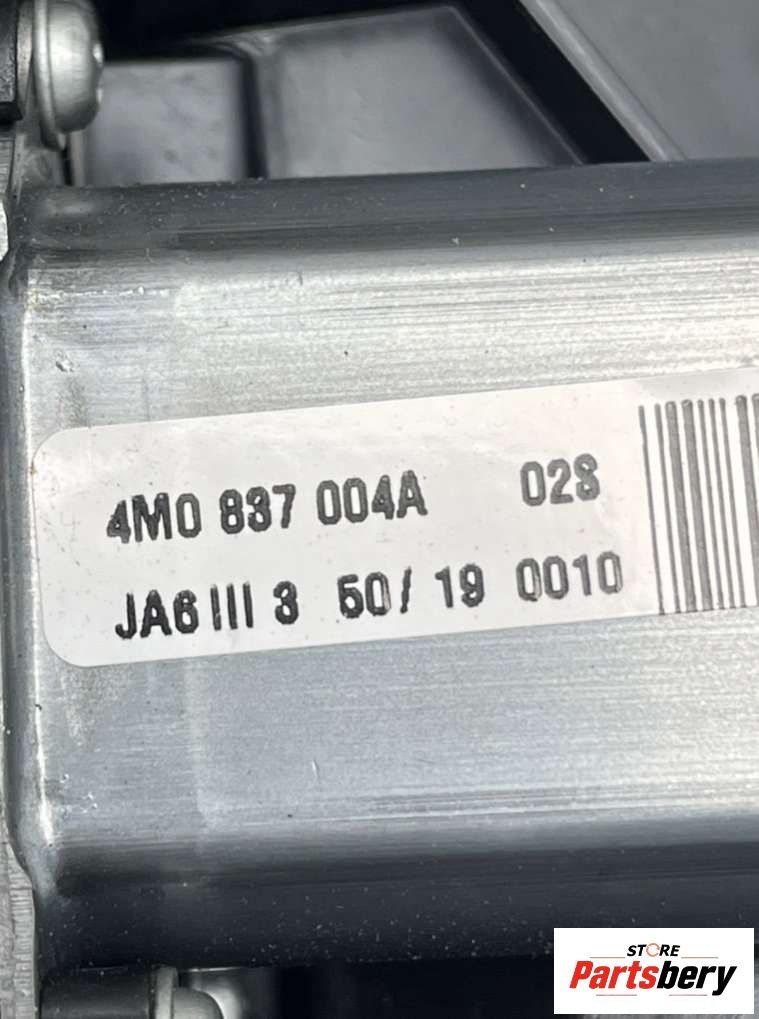 4M0 837 004A 028
JA6 III 3 50/19 0010
STORE
Partsbery